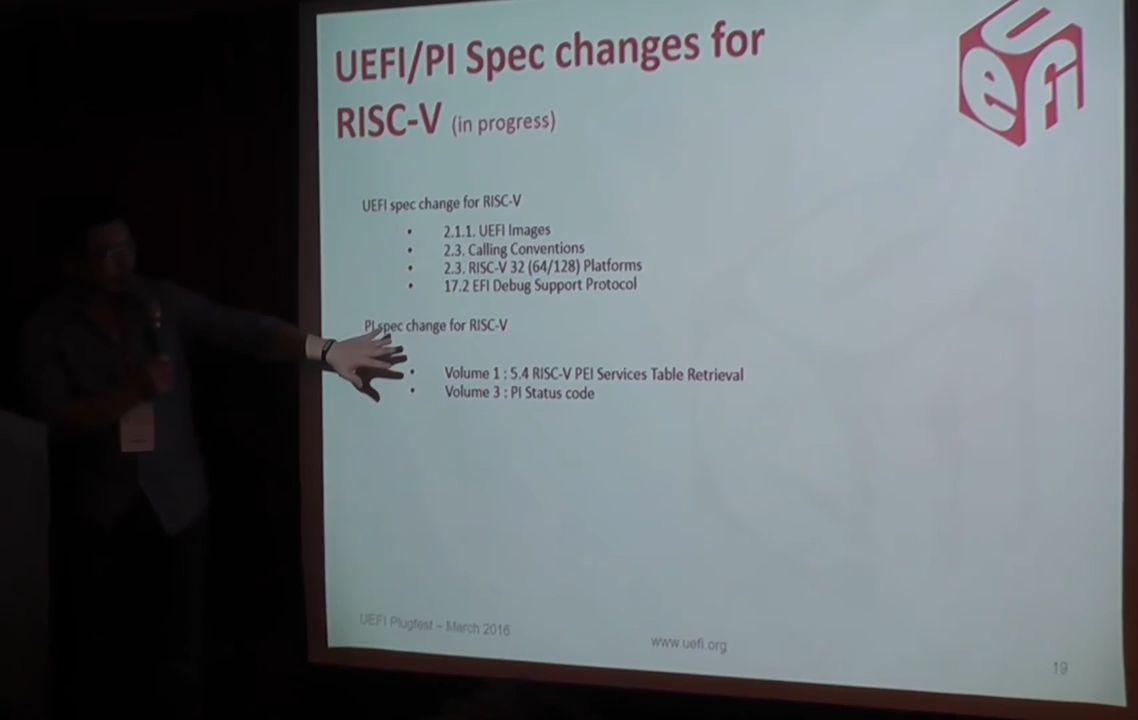 UEFI/PI Spec changes for
RISC-V (in progress)
uefi
UEFI spec change for RISC-V
• 2.1.1. UEFI Images
• 2.3. Calling Conventions
• 2.3. RISC-V 32 (64/128) Platforms
• 17.2 EFI Debug Support Protocol
PI spec change for RISC-V
• Volume 1 : 5.4 RISC-V PEI Services Table Retrieval
• Volume 3 : PI Status code
UEFI Plugfest – March 2016
www.uefi.org
19